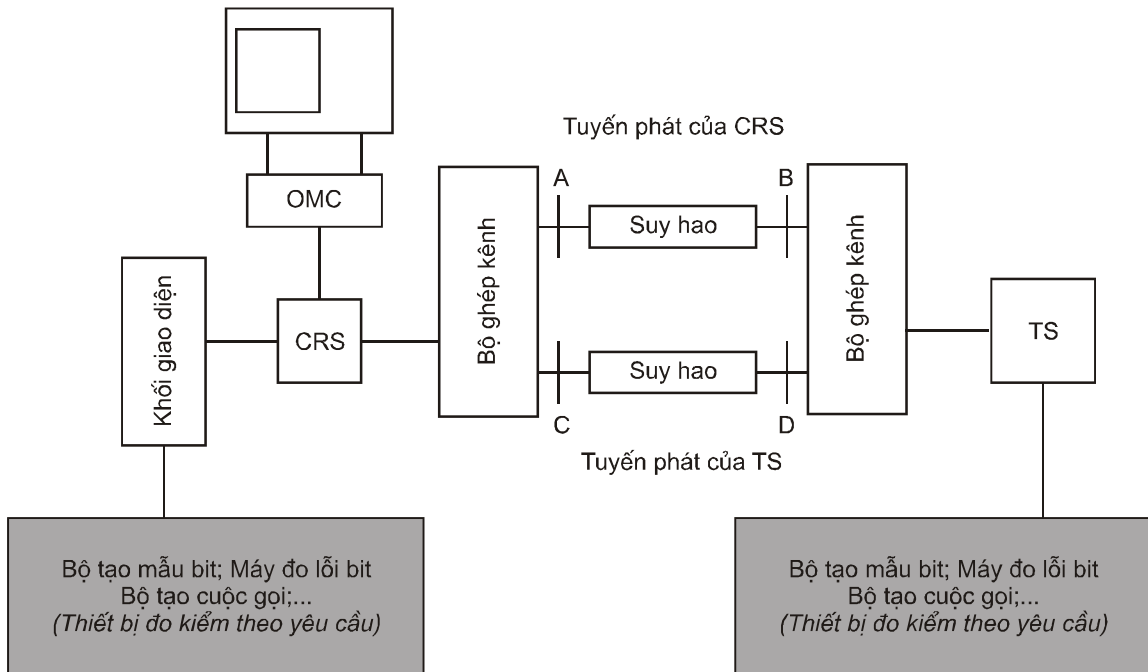 Tuyến phát của CRS
OMC
A
B
Suy hao
Khối giao diện
CRS
Bộ ghép kênh
Bộ ghép kênh
TS
Suy hao
C
D
Tuyến phát của TS
Bộ tạo mẫu bit; Máy đo lỗi bit
Bộ tạo cuộc gọi;...
(Thiết bị đo kiểm theo yêu cầu)
Bộ tạo mẫu bit; Máy đo lỗi bit
Bộ tạo cuộc gọi;...
(Thiết bị đo kiểm theo yêu cầu)